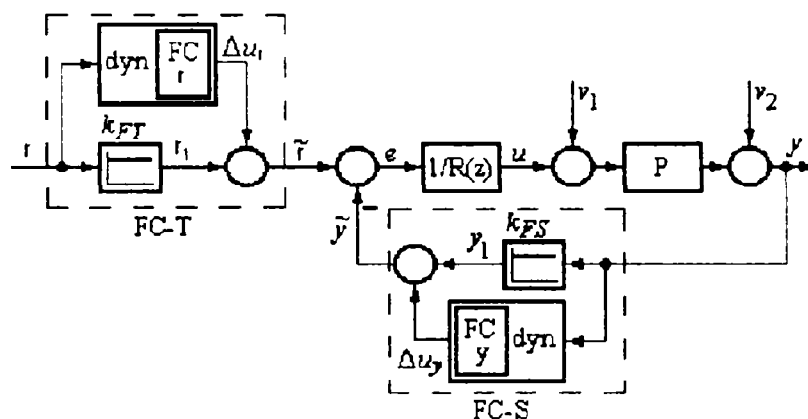 dyn FC r Δu_r
r k_FT r_1 r̃ e 1/R(z) u v_1 P v_2 y
FC-T
ỹ y_1 k_FS
Δu_y FC y dyn
FC-S